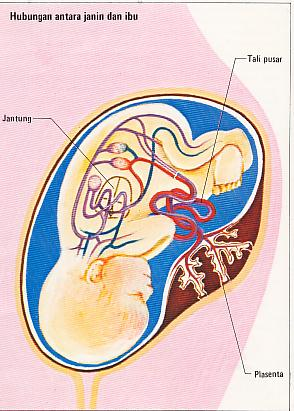 Hubungan antara janin dan ibu
Tali pusar
Jantung
Plasenta